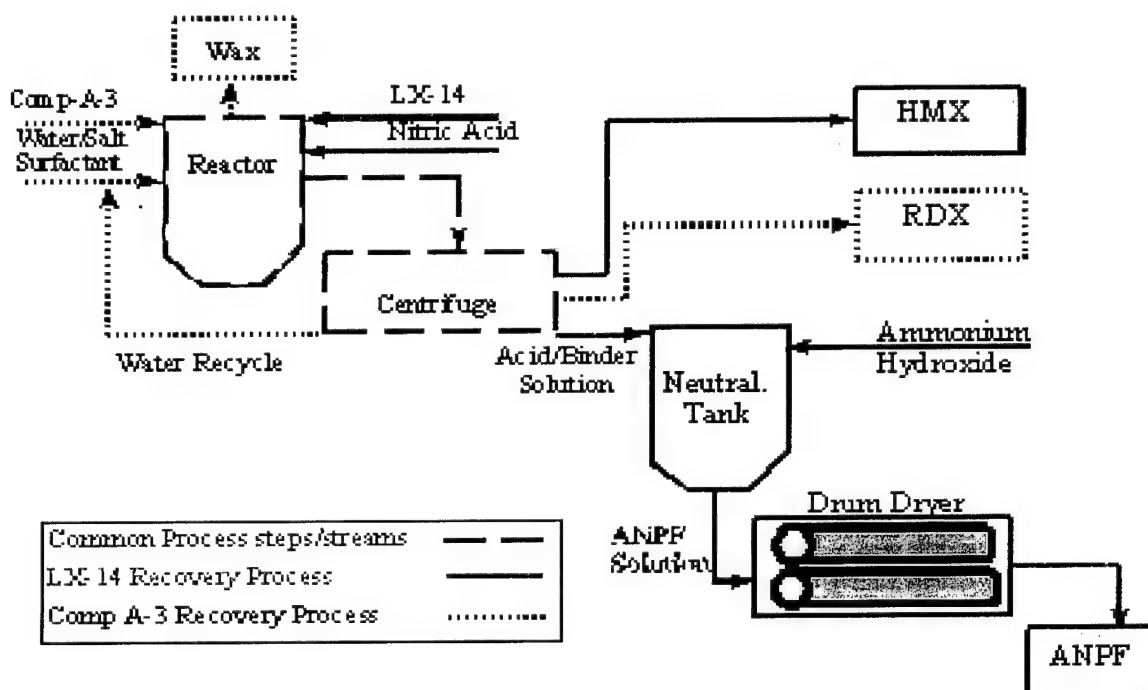 Wax
Comp-A-3
Water/Salt
Surfactant
LX-14
Nitric Acid
Reactor
HMX
RDX
Centrifuge
Water Recycle
Acid/Binder
Solution
Ammonium
Hydroxide
Neutral.
Tank
Drum Dryer
ANPF
Solution
ANPF
Common Process steps/streams
LX-14 Recovery Process
Comp A-3 Recovery Process